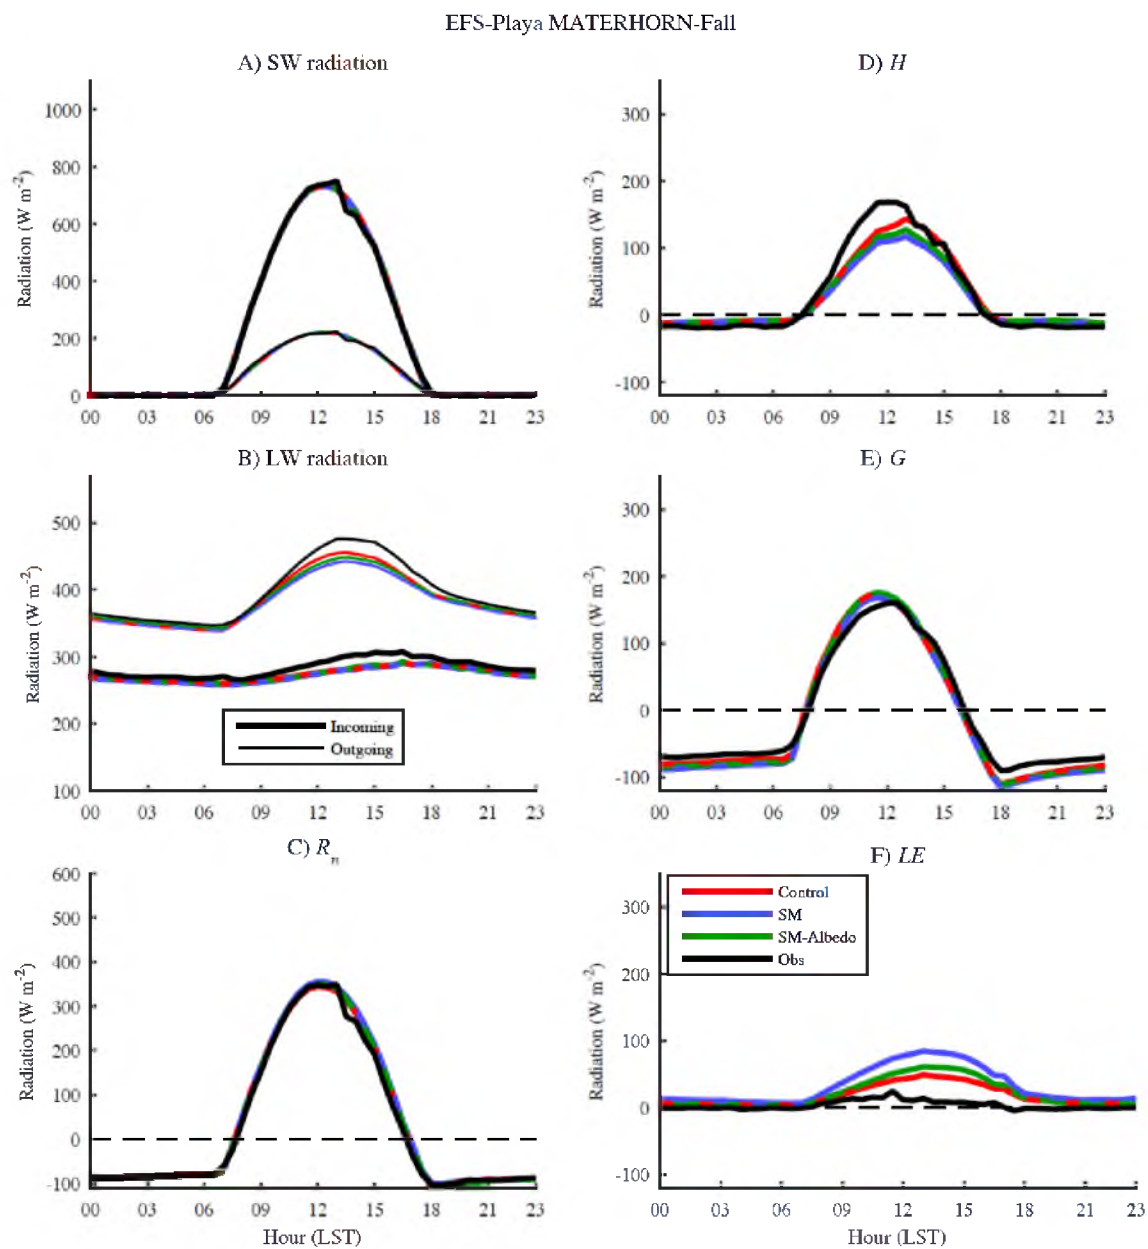 EFS-Playa MATERHORN-Fall
A) SW radiation
Radiation (W m-2)
1000
800
600
400
200
0
00 03 06 09 12 15 18 21 23
B) LW radiation
Radiation (W m-2)
500
400
300
200
100
Incoming
Outgoing
00 03 06 09 12 15 18 21 23
C) Rn
Radiation (W m-2)
600
500
400
300
200
100
0
-100
00 03 06 09 12 15 18 21 23
Hour (LST)
D) H
Radiation (W m-2)
300
200
100
0
-100
00 03 06 09 12 15 18 21 23
E) G
Radiation (W m-2)
300
200
100
0
-100
00 03 06 09 12 15 18 21 23
F) LE
Radiation (W m-2)
300
200
100
0
-100
Control
SM
SM-Albedo
Obs
00 03 06 09 12 15 18 21 23
Hour (LST)